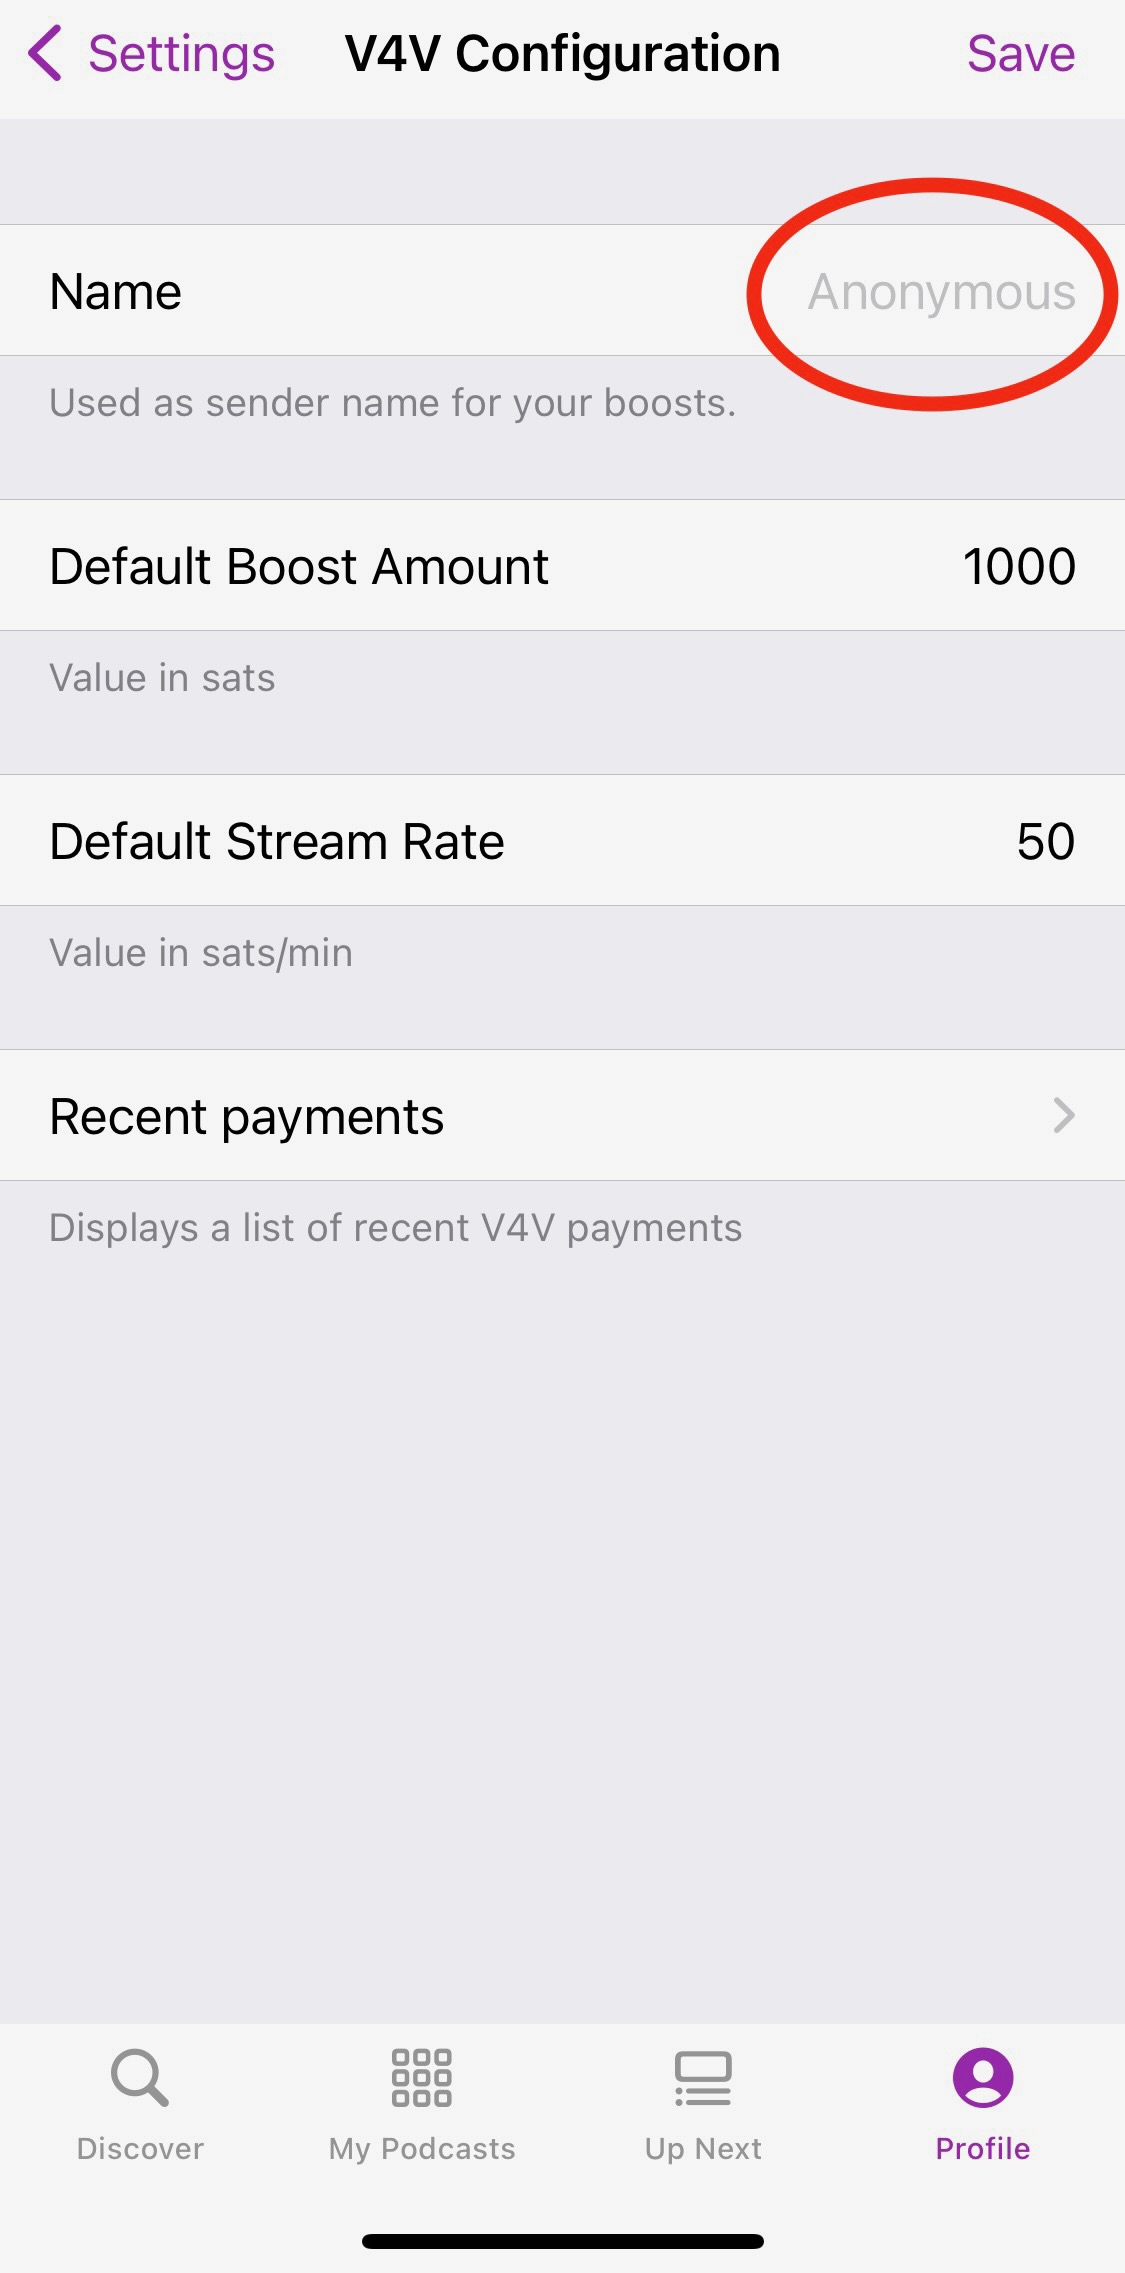 Settings
V4V Configuration
Save
Name
Anonymous
Used as sender name for your boosts.
Default Boost Amount
1000
Value in sats
Default Stream Rate
50
Value in sats/min
Recent payments
Displays a list of recent V4V payments
Discover
My Podcasts
Up Next
Profile